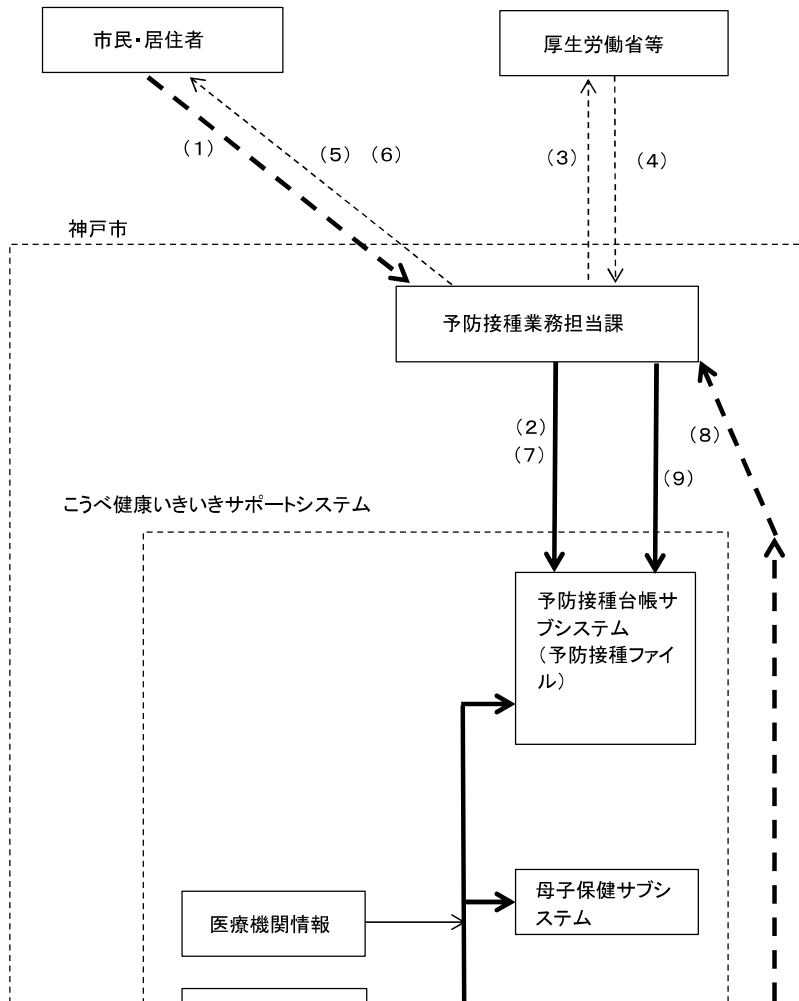 市民・居住者
厚生労働省等
(1)
(5) (6)
(3)
(4)
神戸市
予防接種業務担当課
(2)
(7)
(8)
(9)
こうべ健康いきいきサポートシステム
予防接種台帳サ
ブシステム
(予防接種ファイ
ル)
母子保健サブシ
ステム
医療機関情報